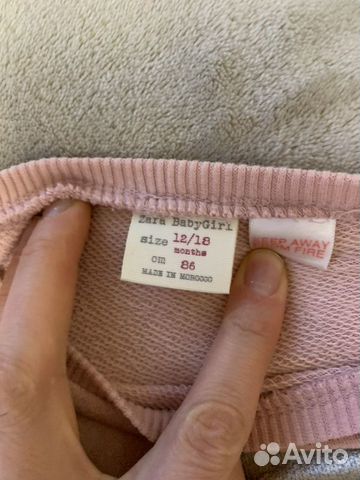 Zara BabyGirl
size 12/18
months
cm 86
MADE IN MOROCCO
KEEP AWAY
FIRE
Avito